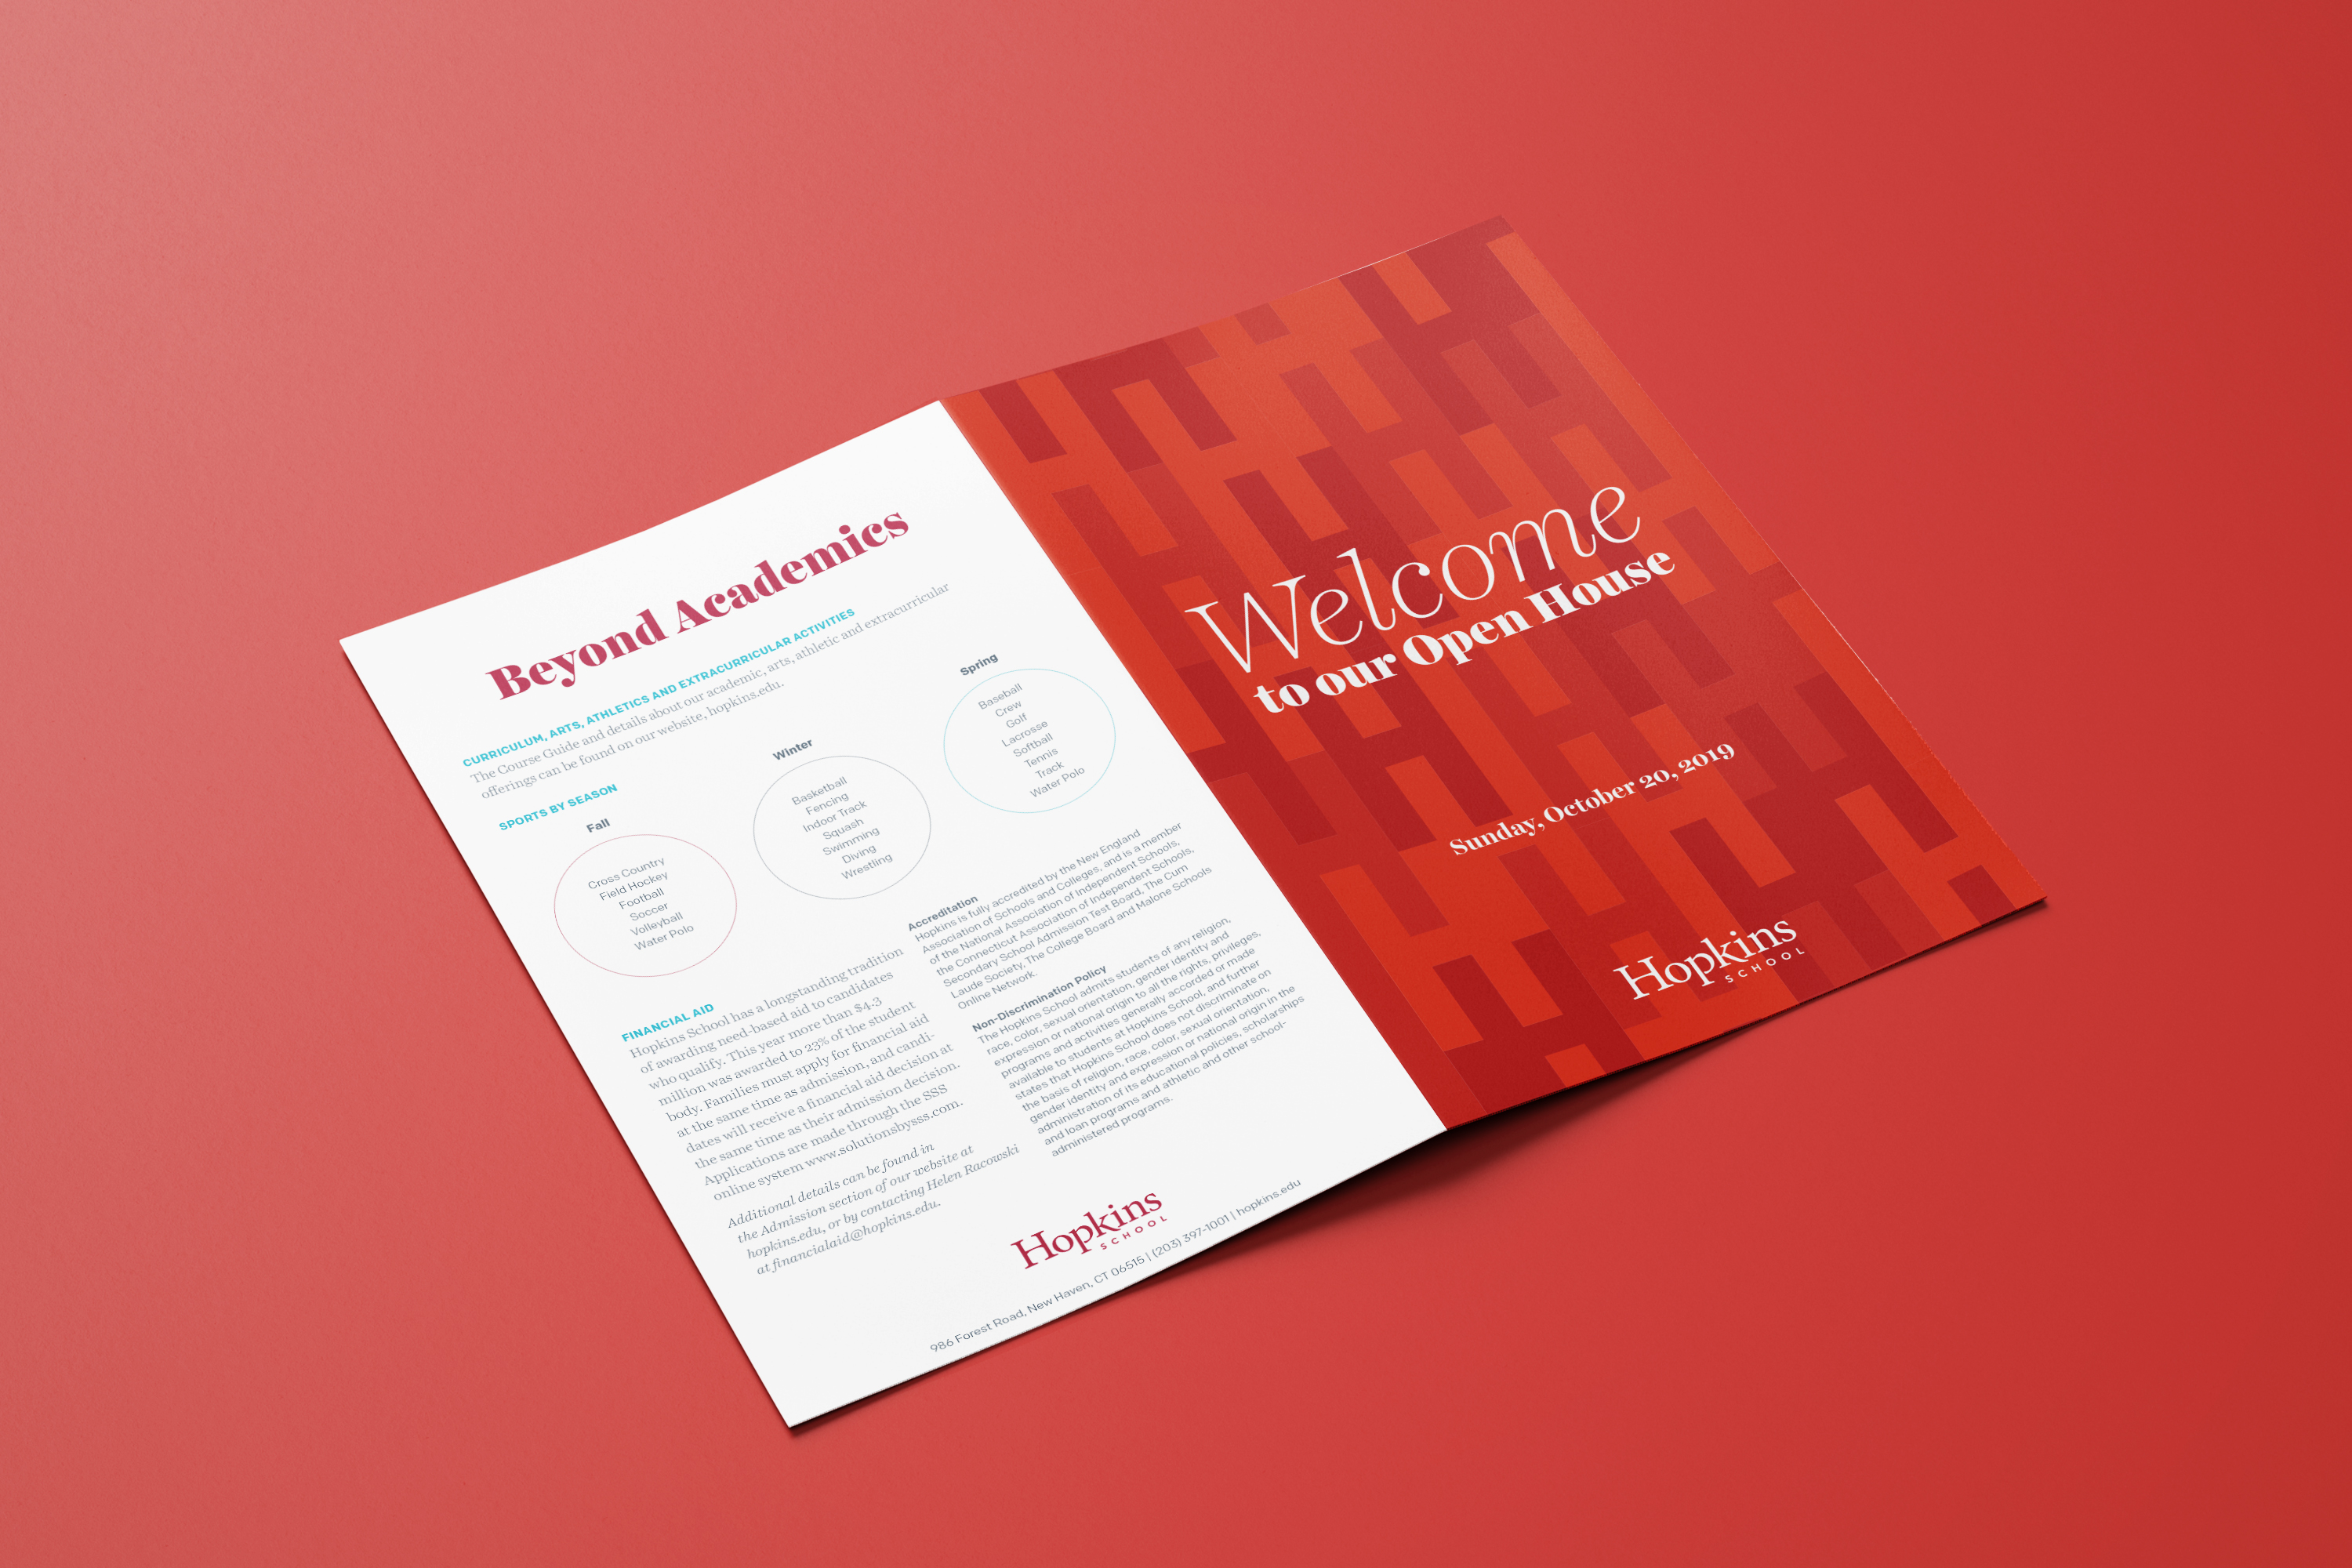 Beyond Academics
CURRICULUM, ARTS, ATHLETICS AND EXTRACURRICULAR ACTIVITIES
The Course Guide and details about our academic, arts, athletic and extracurricular
offerings can be found on our website, hopkins.edu.
SPORTS BY SEASON
Fall
Cross Country
Field Hockey
Football
Soccer
Volleyball
Water Polo
Winter
Basketball
Fencing
Indoor Track
Squash
Swimming
Diving
Wrestling
Spring
Baseball
Crew
Golf
Lacrosse
Softball
Tennis
Track
Water Polo
FINANCIAL AID
Hopkins School has a longstanding tradition
of awarding need-based aid to candidates
who qualify. This year more than $4.3
million was awarded to 23% of the student
body. Families must apply for financial aid
at the same time as admission, and candi-
dates will receive a financial aid decision at
the same time as their admission decision.
Applications are made through the SSS
online system www.solutionsbysss.com.
Additional details can be found in
the Admission section of our website at
hopkins.edu, or by contacting Helen Racowski
at financialaid@hopkins.edu.
Accreditation
Hopkins is fully accredited by the New England
Association of Schools and Colleges, and is a member
of the National Association of Independent Schools,
the Connecticut Association of Independent Schools,
Secondary School Admission Test Board, The Cum
Laude Society, The College Board and Malone Schools
Online Network.
Non-Discrimination Policy
The Hopkins School admits students of any religion,
race, color, sexual orientation, gender identity and
expression or national origin to all the rights, privileges,
programs and activities generally accorded or made
available to students at Hopkins School, and further
states that Hopkins School does not discriminate on
the basis of religion, race, color, sexual orientation,
gender identity and expression or national origin in the
administration of its educational policies, scholarships
and loan programs and athletic and other school-
administered programs.
Hopkins
SCHOOL
986 Forest Road, New Haven, CT 06515 | (203) 397-1001 | hopkins.edu
Welcome
to our Open House
Sunday, October 20, 2019
Hopkins
SCHOOL